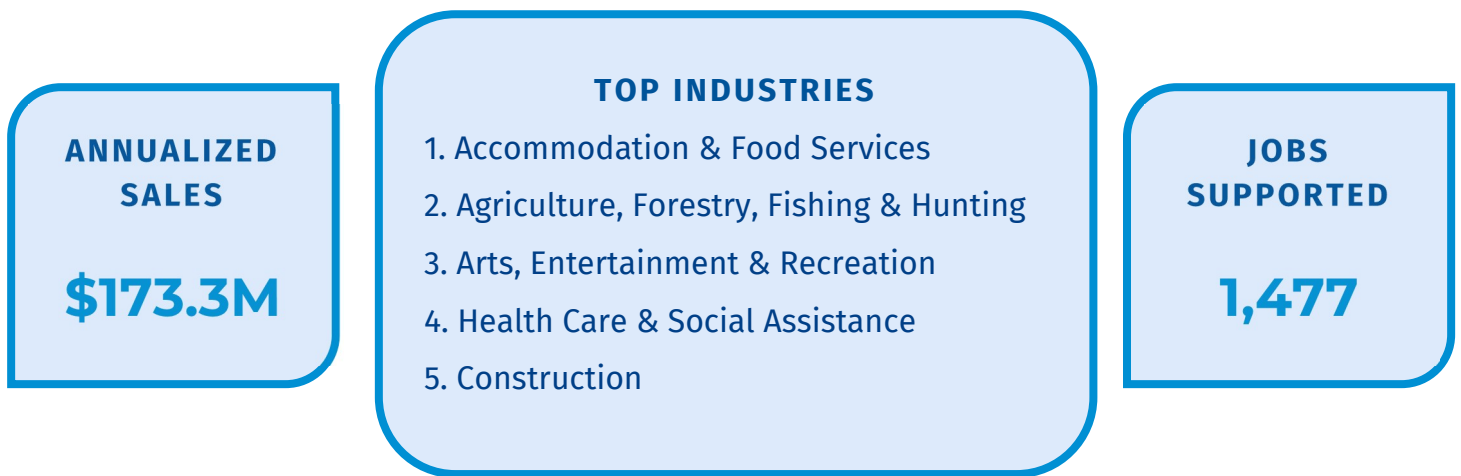 ANNUALIZED
SALES
$173.3M
TOP INDUSTRIES
1. Accommodation & Food Services
2. Agriculture, Forestry, Fishing & Hunting
3. Arts, Entertainment & Recreation
4. Health Care & Social Assistance
5. Construction
JOBS
SUPPORTED
1,477